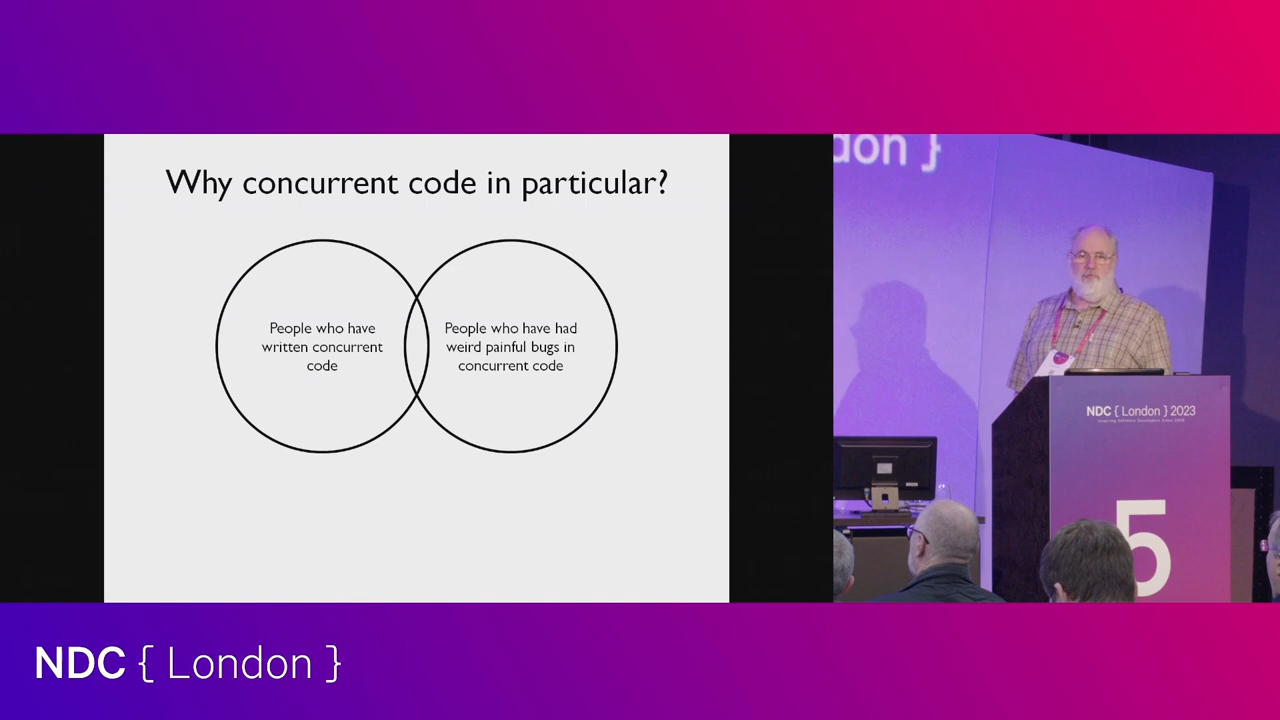 Why concurrent code in particular?
People who have
written concurrent
code
People who have had
weird painful bugs in
concurrent code
don }
NDC { London } 2023
5
NDC { London }